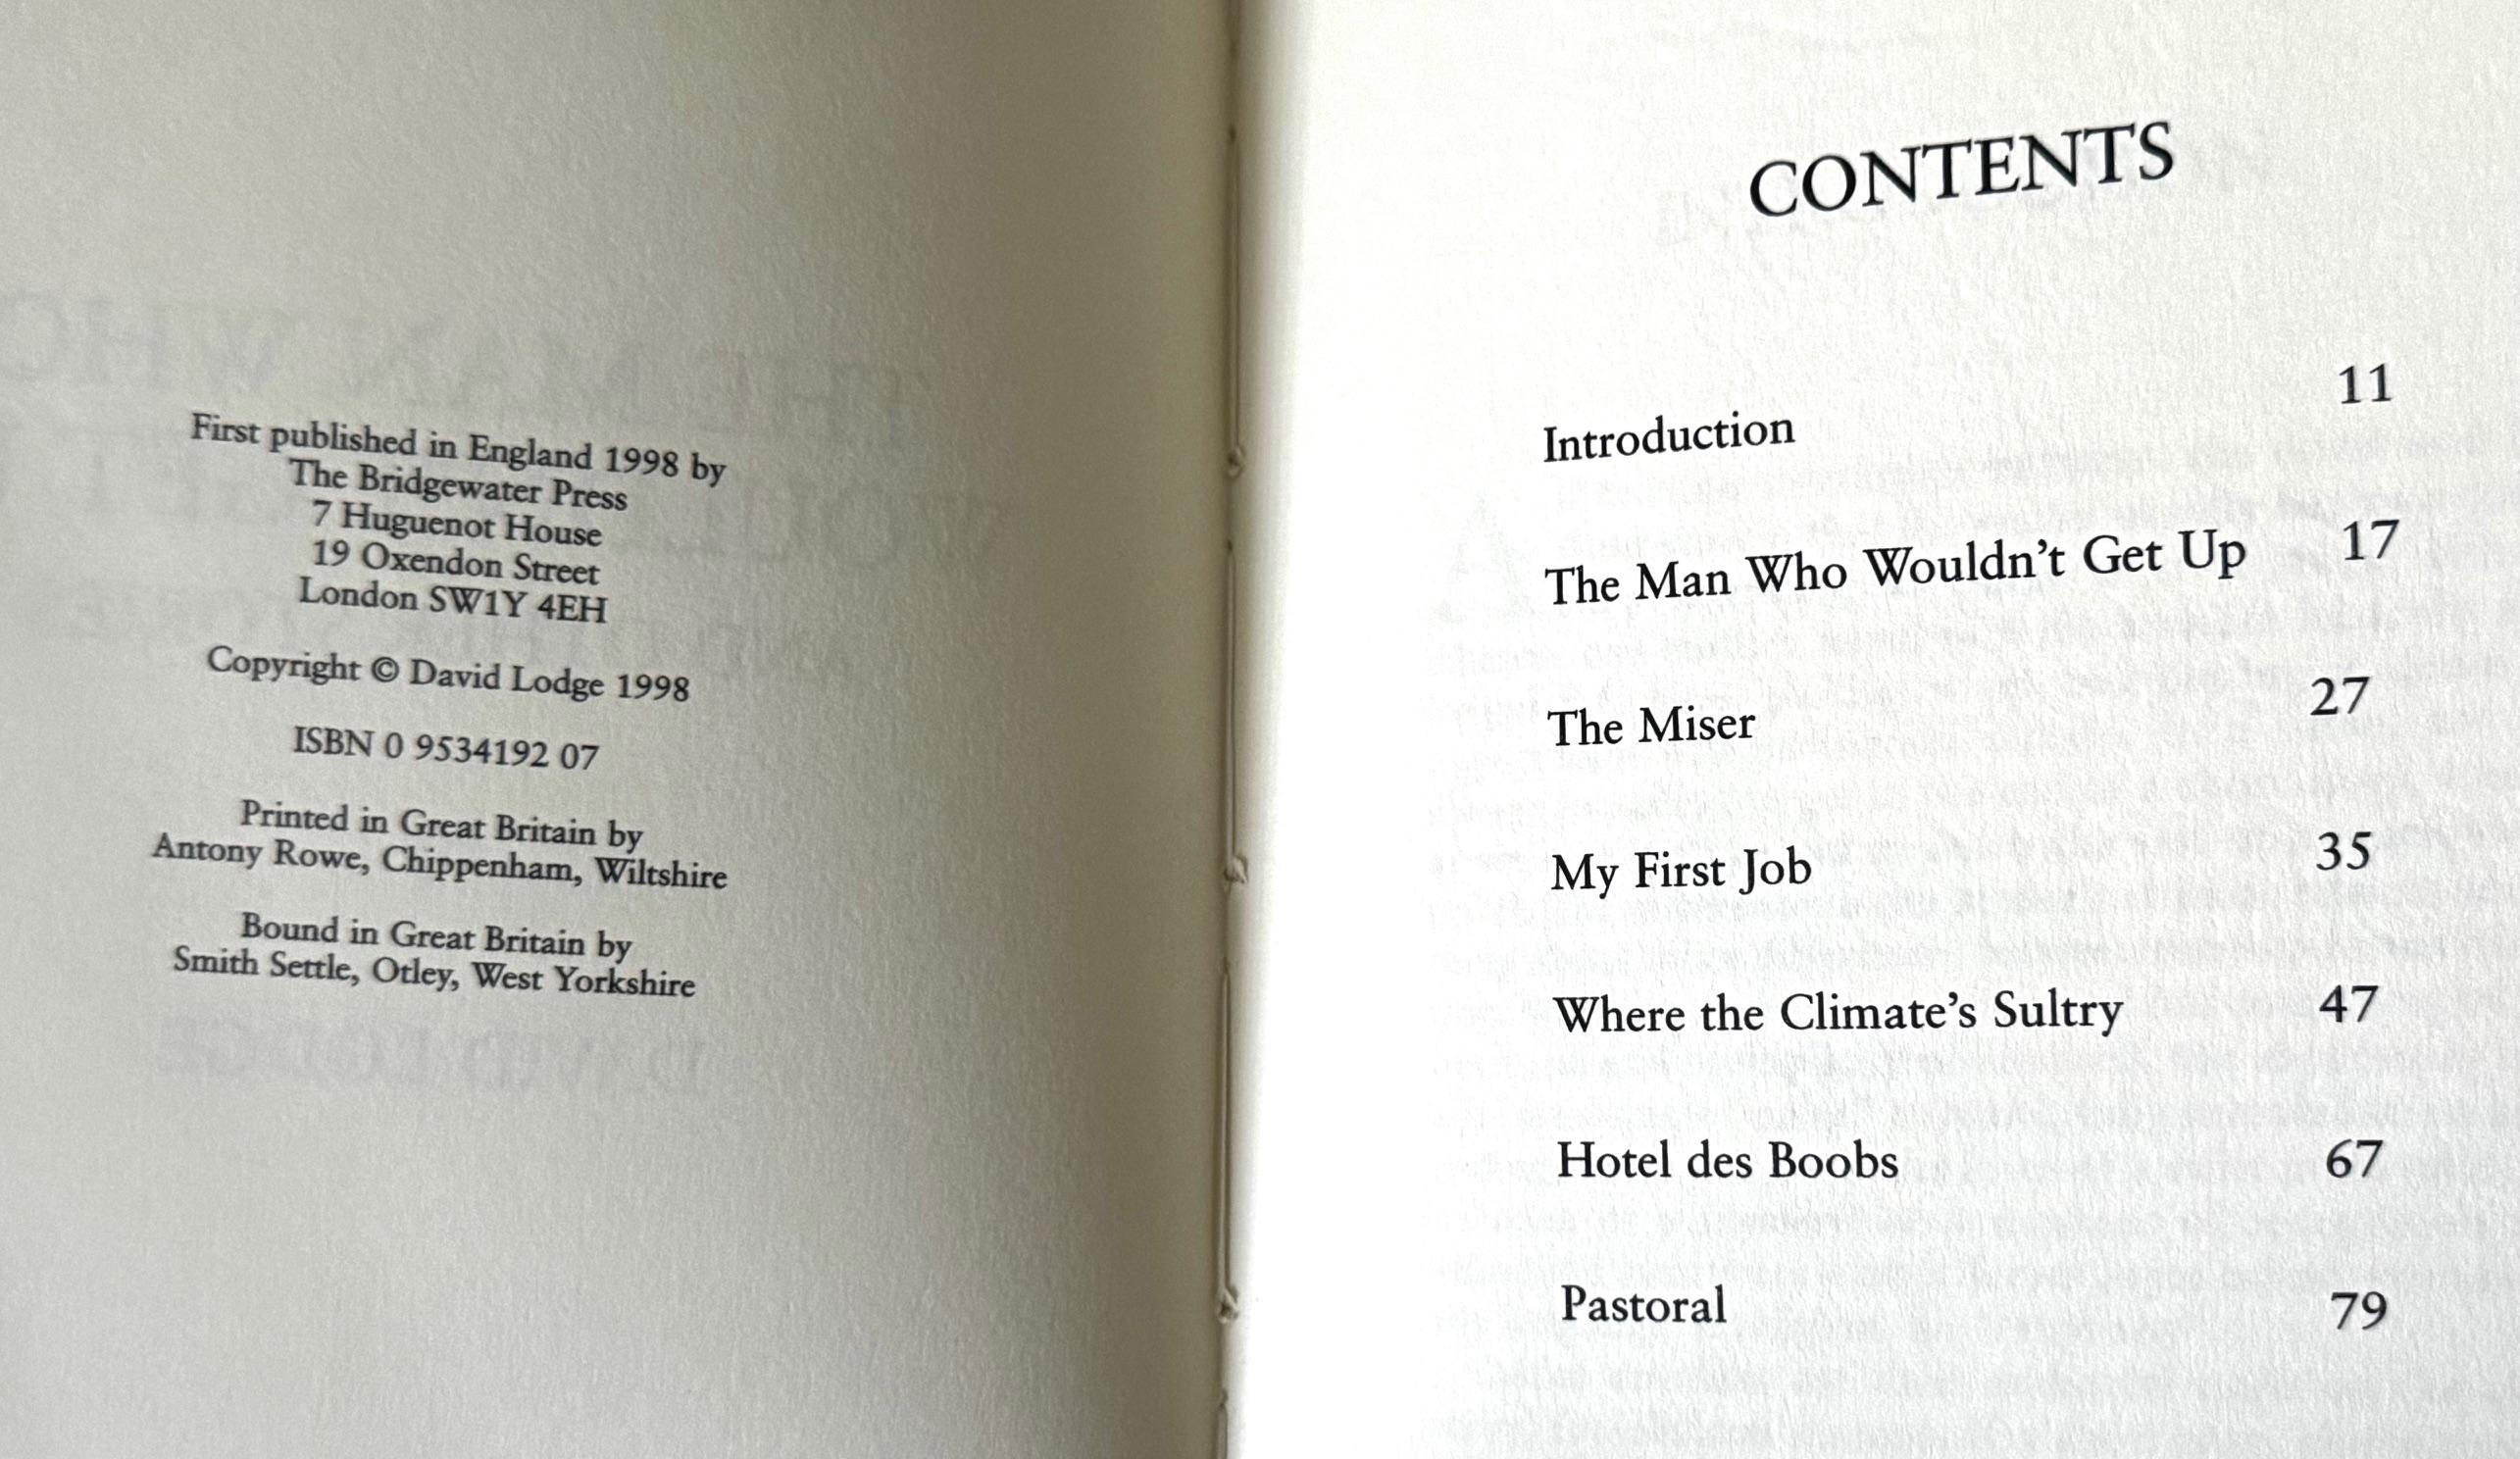 First published in England 1998 by
The Bridgewater Press
7 Huguenot House
19 Oxendon Street
London SW1Y 4EH
Copyright © David Lodge 1998
ISBN 0 9534192 07
Printed in Great Britain by
Antony Rowe, Chippenham, Wiltshire
Bound in Great Britain by
Smith Settle, Otley, West Yorkshire
CONTENTS
Introduction 11
The Man Who Wouldn't Get Up 17
The Miser 27
My First Job 35
Where the Climate's Sultry 47
Hotel des Boobs 67
Pastoral 79